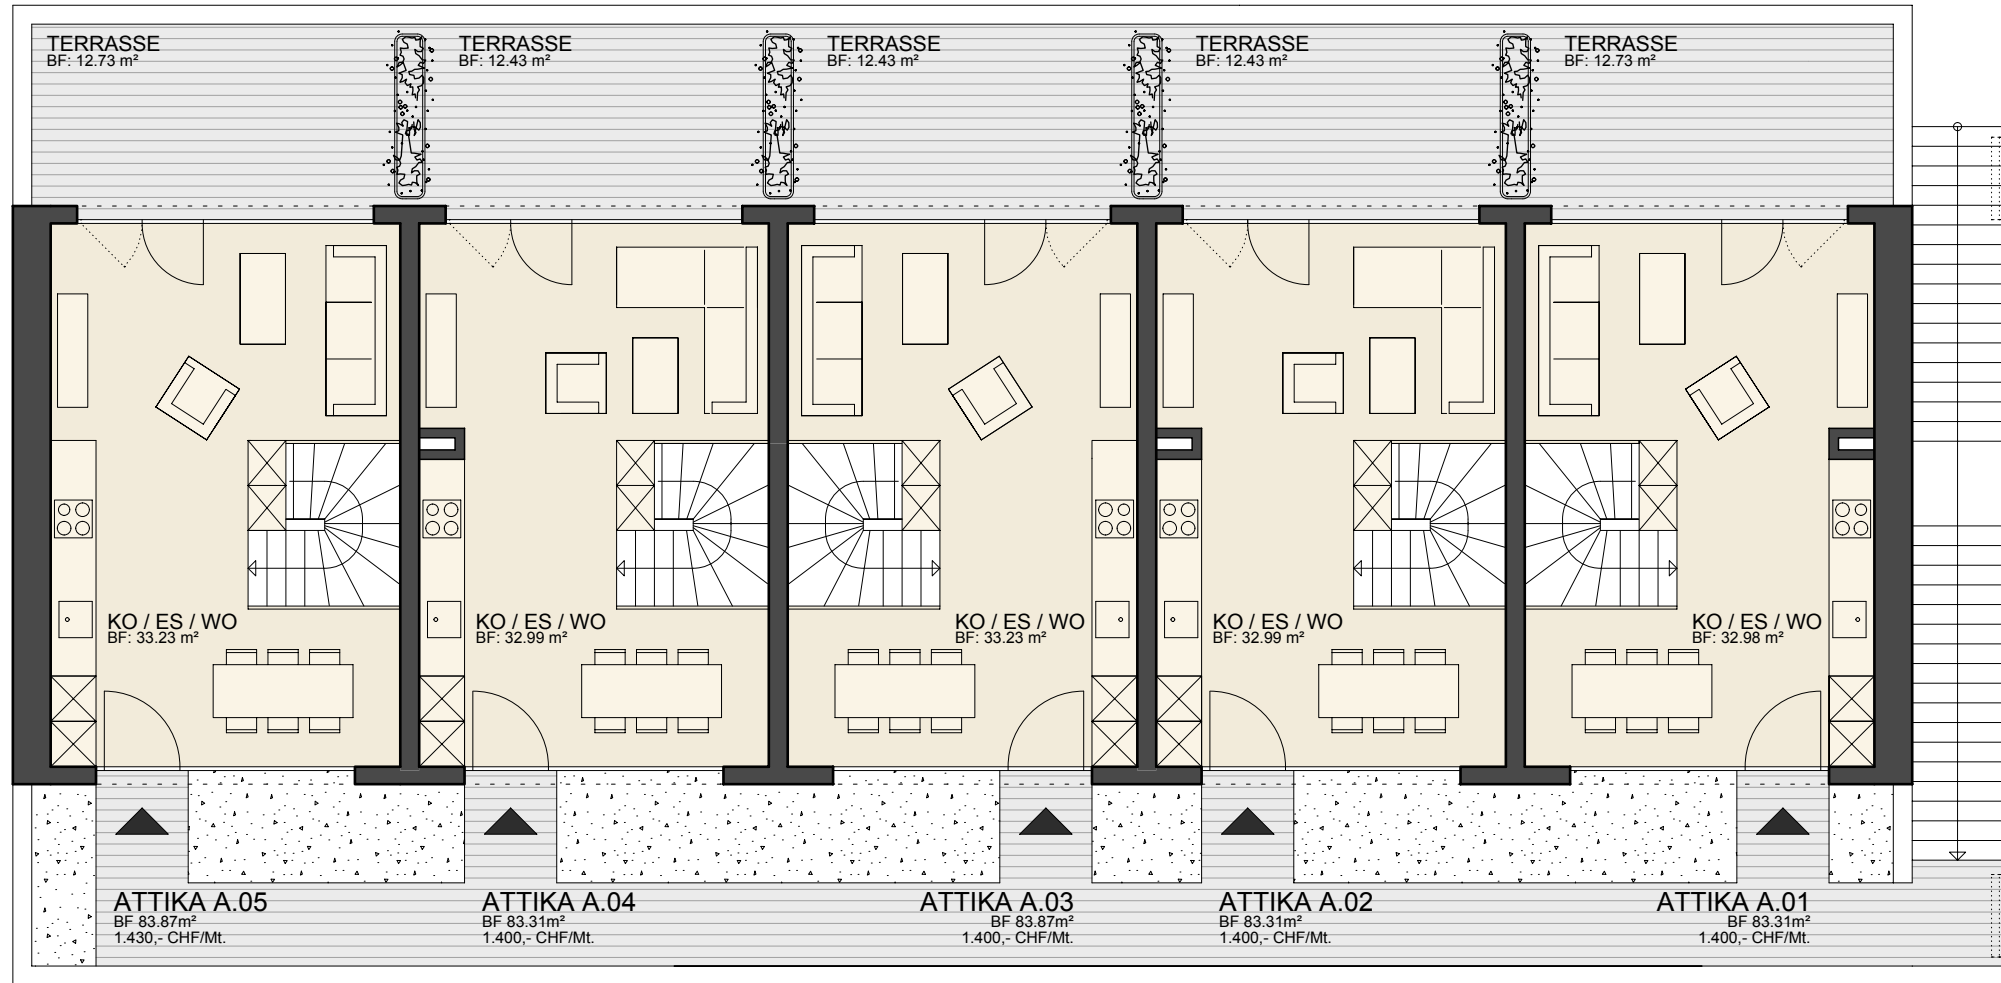 TERRASSE
BF: 12.73 m²
TERRASSE
BF: 12.43 m²
TERRASSE
BF: 12.43 m²
TERRASSE
BF: 12.43 m²
TERRASSE
BF: 12.73 m²
KO / ES / WO
BF: 33.23 m²
KO / ES / WO
BF: 32.99 m²
KO / ES / WO
BF: 33.23 m²
KO / ES / WO
BF: 32.99 m²
KO / ES / WO
BF: 32.98 m²
ATTIKA A.05
BF 83.87m²
1.430,- CHF/Mt.
ATTIKA A.04
BF 83.31m²
1.400,- CHF/Mt.
ATTIKA A.03
BF 83.87m²
1.400,- CHF/Mt.
ATTIKA A.02
BF 83.31m²
1.400,- CHF/Mt.
ATTIKA A.01
BF 83.31m²
1.400,- CHF/Mt.